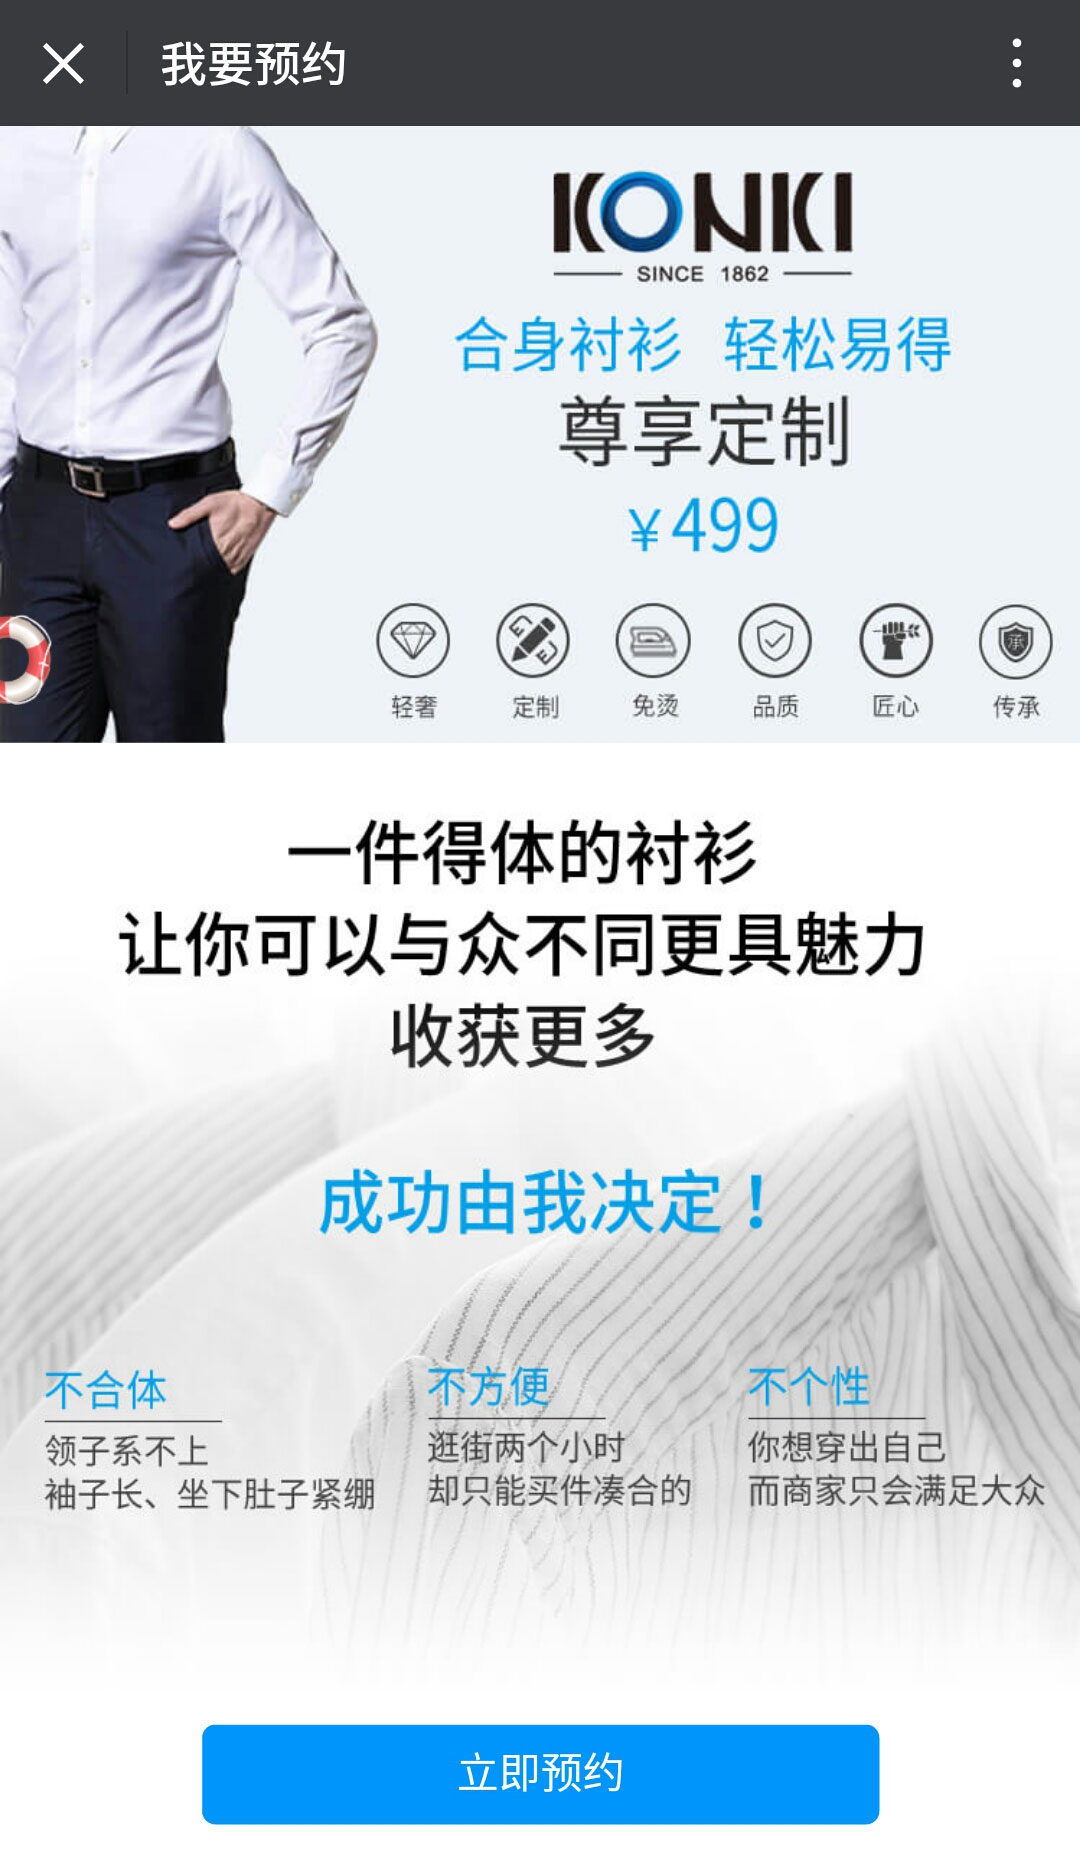 我要预约
KONKI
SINCE 1862
合身衬衫 轻松易得
尊享定制
¥499
轻奢 定制 免烫 品质 匠心 传承
一件得体的衬衫
让你可以与众不同更具魅力
收获更多
成功由我决定！
不合体
领子系不上
袖子长、坐下肚子紧绷
不方便
逛街两个小时
却只能买件凑合的
不个性
你想穿出自己
而商家只会满足大众
立即预约